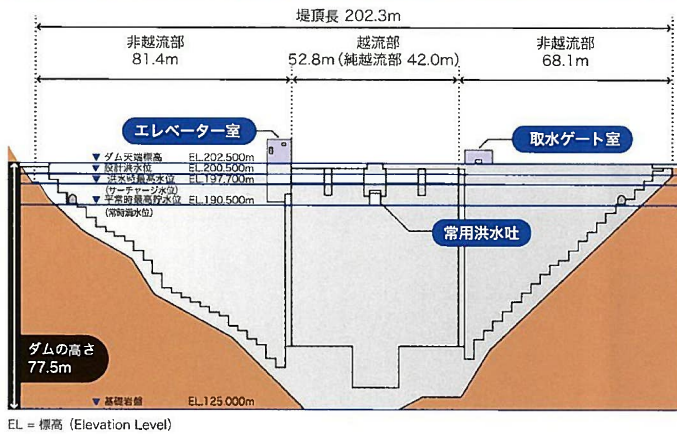 堤頂長 202.3m
非越流部
81.4m
越流部
52.8m(純越流部 42.0m)
非越流部
68.1m
エレベーター室
取水ゲート室
▼ ダム天端標高 EL.202.500m
▼ 設計洪水位 EL.200.500m
▼ 洪水時最高水位 EL.197.700m
(サーチャージ水位)
▼ 平常時最高貯水位 EL.190.500m
(常時満水位)
常用洪水吐
ダムの高さ
77.5m
▼ 基礎岩盤 EL.125.000m
EL = 標高(Elevation Level)